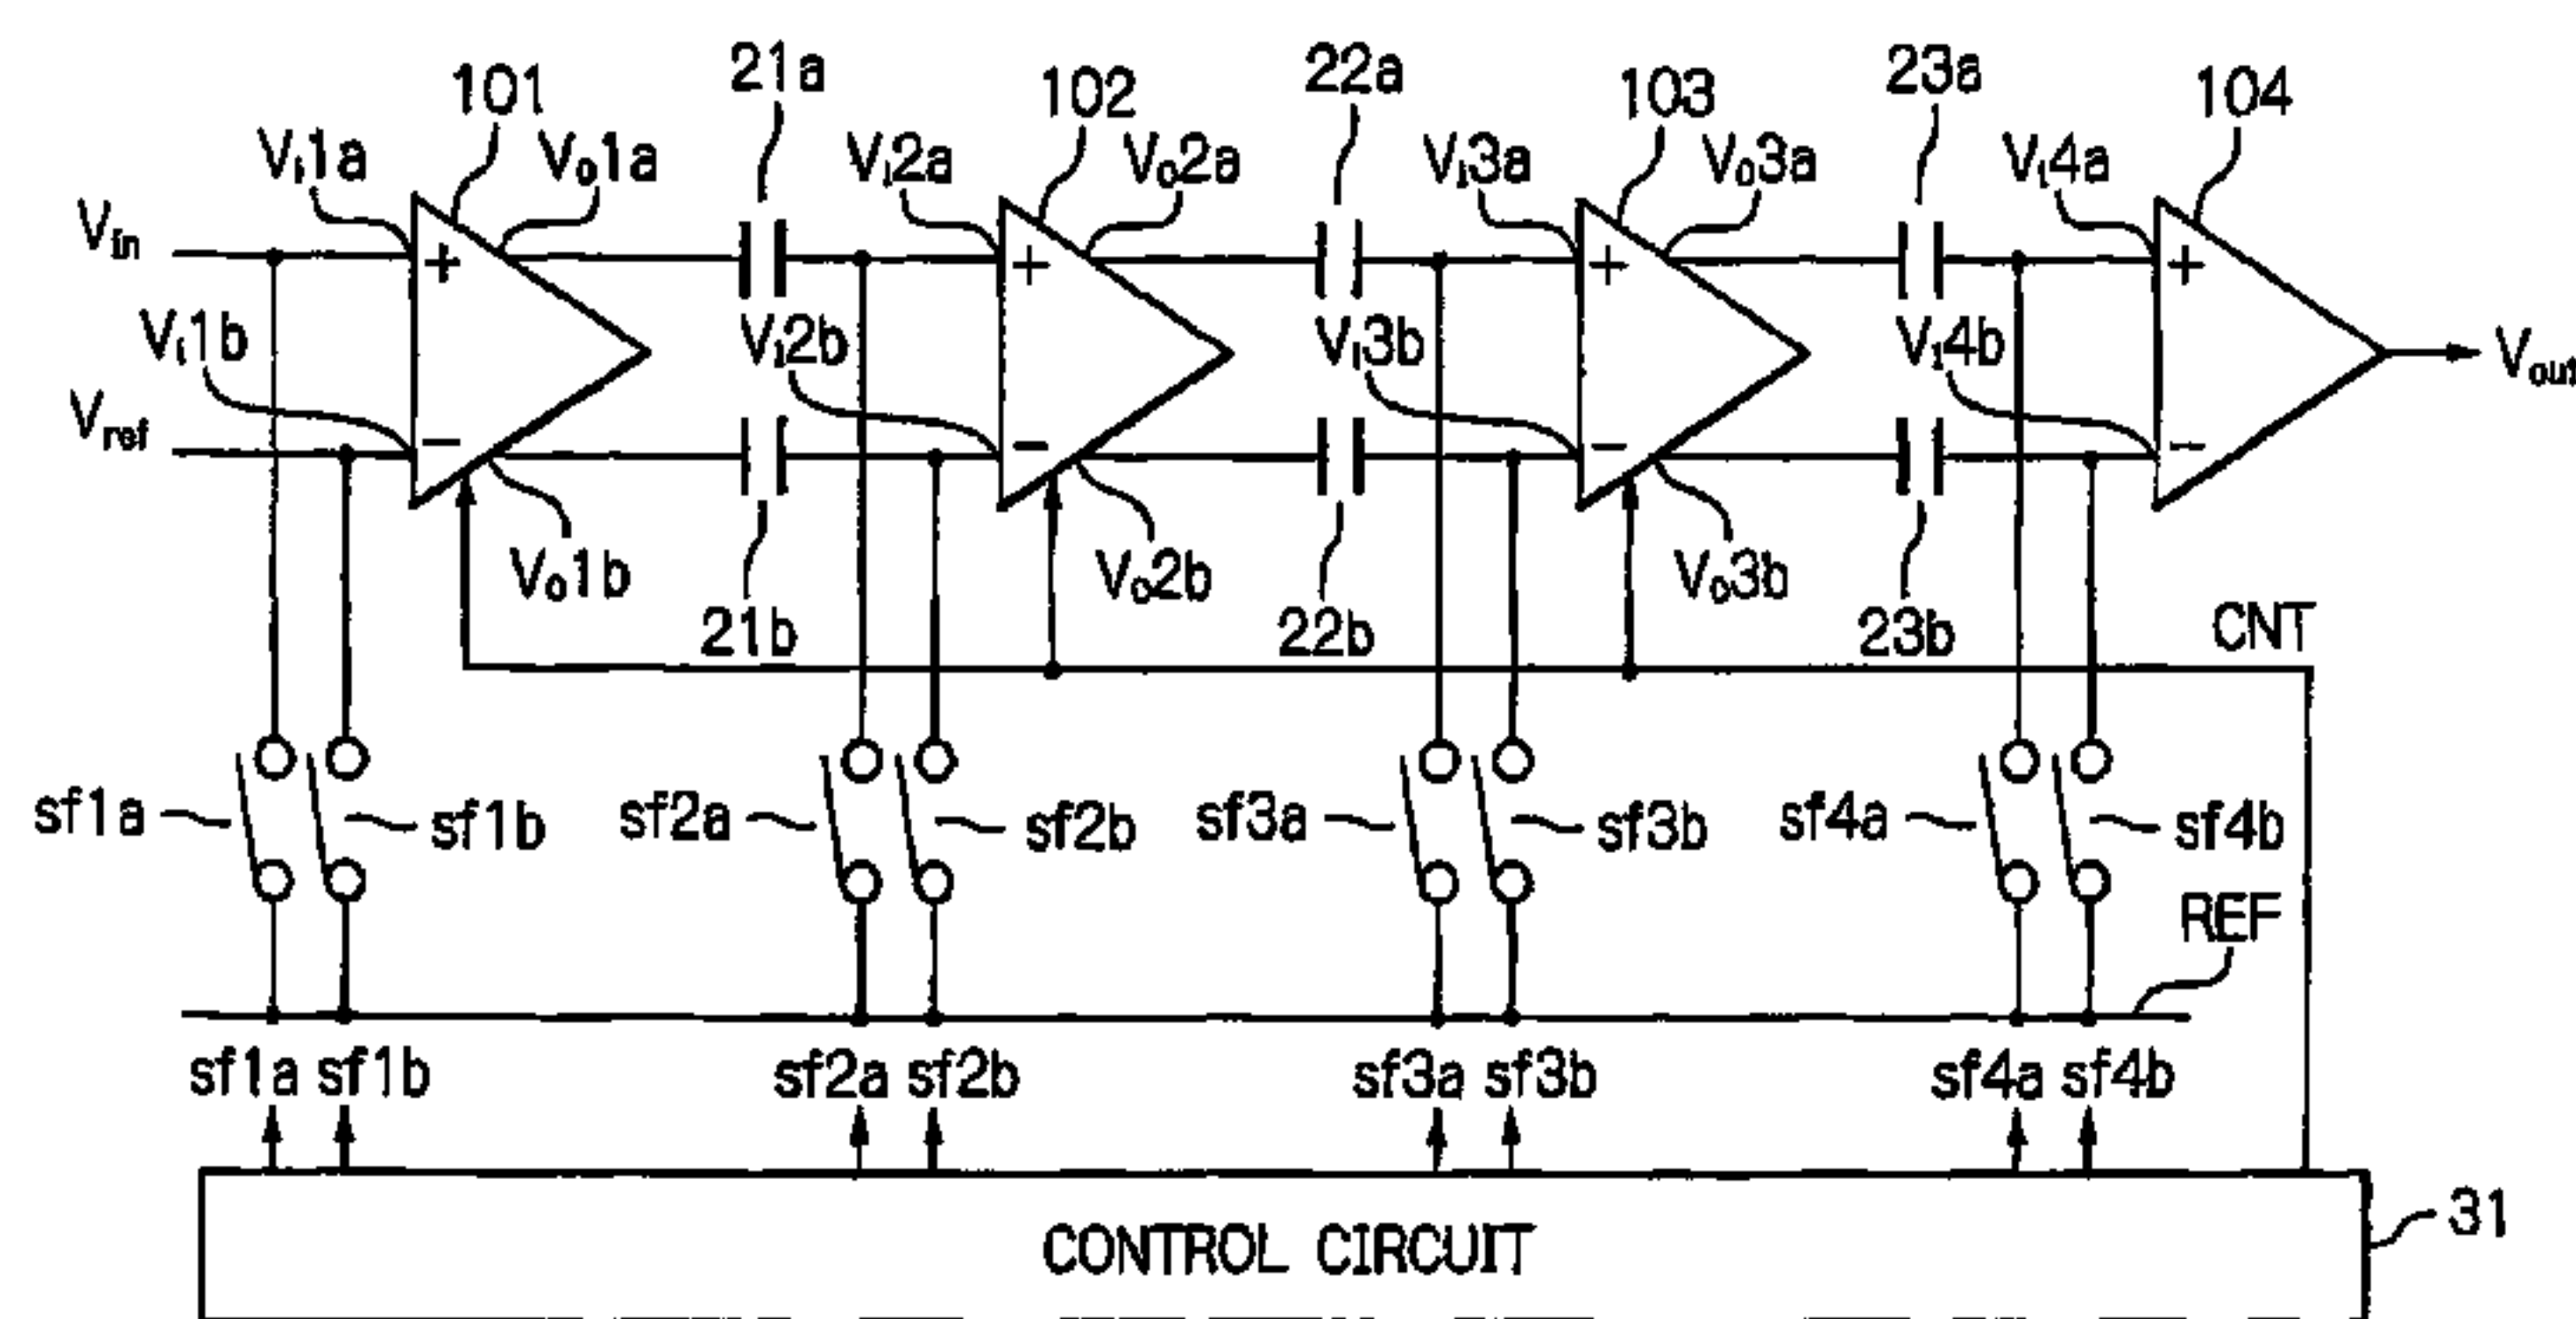 21a 22a 23a
101 102 103 104
Vi1a Vo1a Vi2a Vo2a Vi3a Vo3a Vi4a
Vin
+ + + +
Vi1b Vi2b Vi3b Vi4b
Vout
Vref
− − − −
Vo1b Vo2b Vo3b
21b 22b 23b CNT
sf1a sf1b sf2a sf2b sf3a sf3b sf4a sf4b
REF
sf1a sf1b sf2a sf2b sf3a sf3b sf4a sf4b
CONTROL CIRCUIT 31